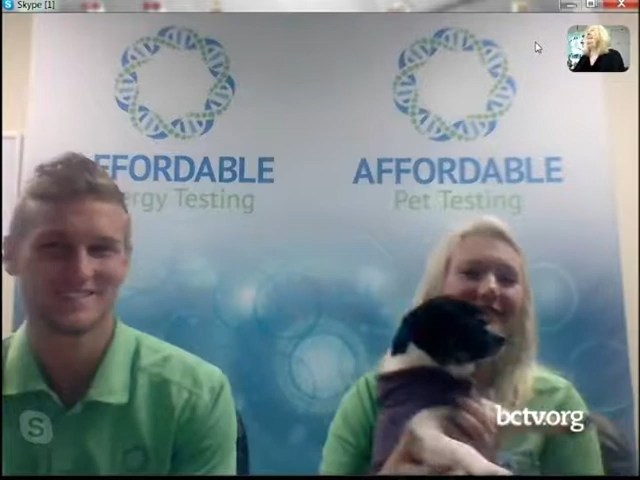 Skype [1]
AFFORDABLE
Pet Testing
FFORDABLE
ergy Testing
bctv.org